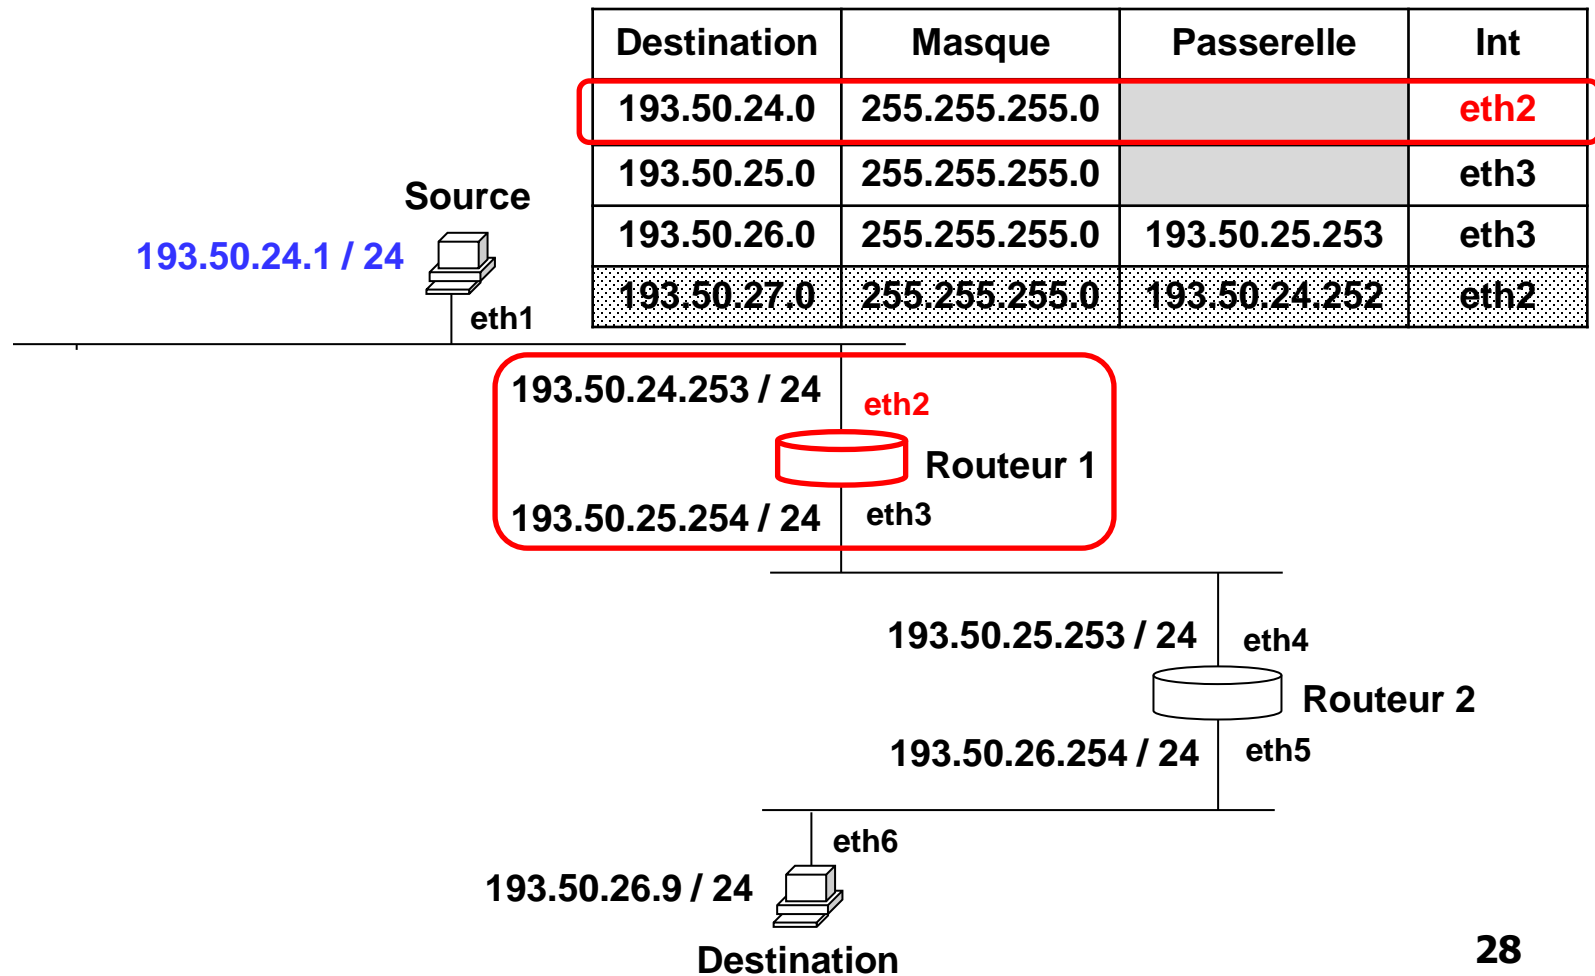 Destination Masque Passerelle Int
193.50.24.0 255.255.255.0 eth2
193.50.25.0 255.255.255.0 eth3
193.50.26.0 255.255.255.0 193.50.25.253 eth3
193.50.27.0 255.255.255.0 193.50.24.252 eth2
Source
193.50.24.1 / 24
eth1
193.50.24.253 / 24
eth2
Routeur 1
193.50.25.254 / 24
eth3
193.50.25.253 / 24
eth4
Routeur 2
193.50.26.254 / 24
eth5
eth6
193.50.26.9 / 24
Destination
28